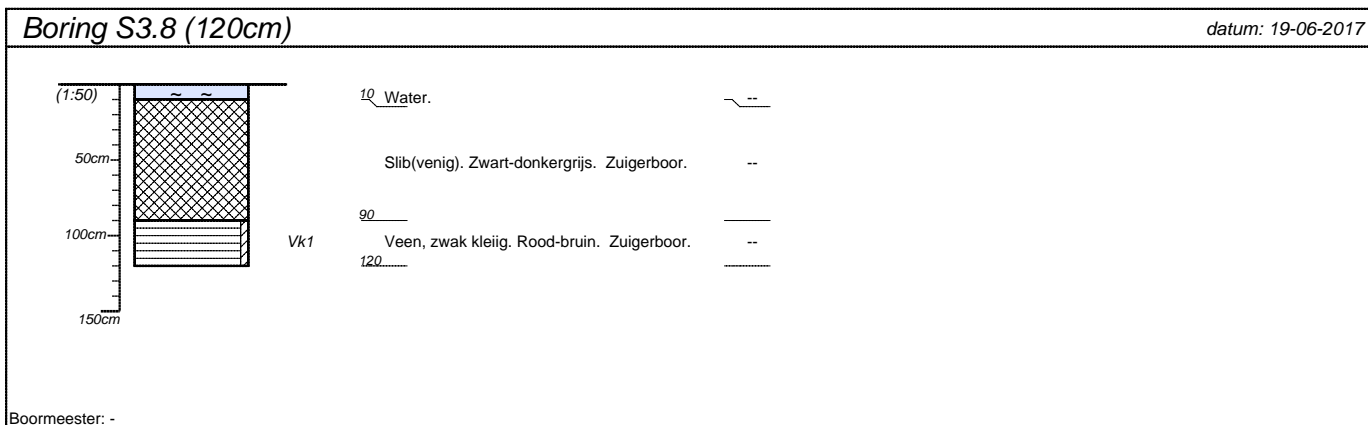 Boring S3.8 (120cm) datum: 19-06-2017
(1:50) ~ ~ 10 Water. --
50cm Slib(venig). Zwart-donkergrijs. Zuigerboor. --
90
100cm Vk1 Veen, zwak kleiig. Rood-bruin. Zuigerboor. --
120
150cm
Boormeester: -